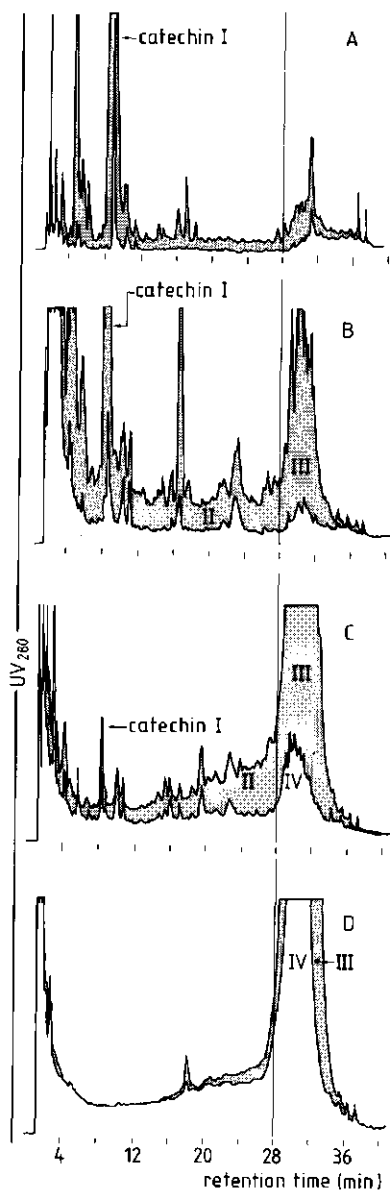 catechin I
A
catechin I
B
III
II
UV260
C
III
catechin I
II
IV
D
IV
III
4 12 20 28 36
retention time (min)